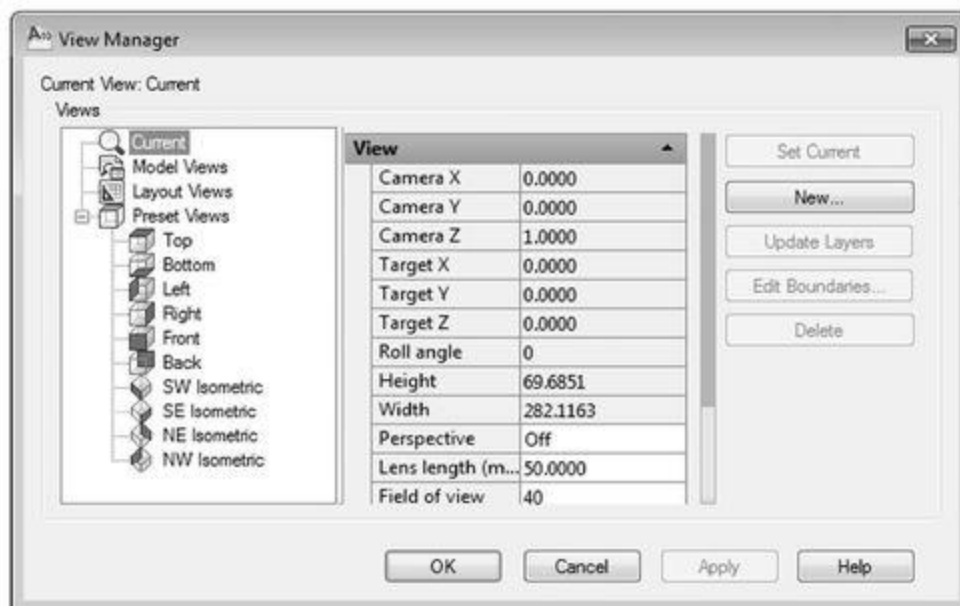 View Manager
Current View: Current
Views
Current
Model Views
Layout Views
Preset Views
Top
Bottom
Left
Right
Front
Back
SW Isometric
SE Isometric
NE Isometric
NW Isometric
View
Camera X 0.0000
Camera Y 0.0000
Camera Z 1.0000
Target X 0.0000
Target Y 0.0000
Target Z 0.0000
Roll angle 0
Height 69.6851
Width 282.1163
Perspective Off
Lens length (m... 50.0000
Field of view 40
Set Current
New...
Update Layers
Edit Boundaries...
Delete
OK
Cancel
Apply
Help